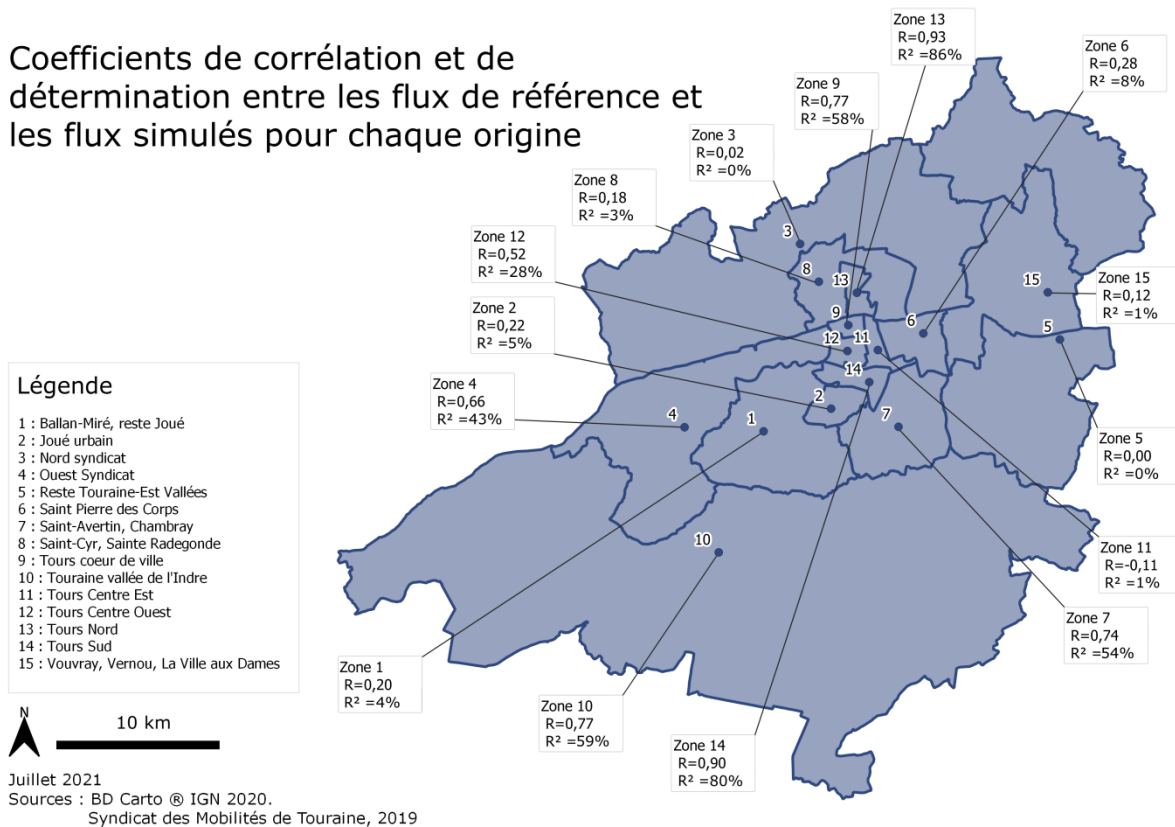 Coefficients de corrélation et de
détermination entre les flux de référence et
les flux simulés pour chaque origine
Zone 13
R=0,93
R² =86%
Zone 6
R=0,28
R² =8%
Zone 9
R=0,77
R² =58%
Zone 3
R=0,02
R² =0%
Zone 8
R=0,18
R² =3%
Zone 12
R=0,52
R² =28%
Zone 2
R=0,22
R² =5%
Zone 4
R=0,66
R² =43%
Zone 15
R=0,12
R² =1%
Zone 5
R=0,00
R² =0%
Zone 11
R=-0,11
R² =1%
Zone 7
R=0,74
R² =54%
Zone 1
R=0,20
R² =4%
Zone 10
R=0,77
R² =59%
Zone 14
R=0,90
R² =80%
3
8
13
15
9
6
5
12
11
14
2
4
1
7
10
Légende
1 : Ballan-Miré, reste Joué
2 : Joué urbain
3 : Nord syndicat
4 : Ouest Syndicat
5 : Reste Touraine-Est Vallées
6 : Saint Pierre des Corps
7 : Saint-Avertin, Chambray
8 : Saint-Cyr, Sainte Radegonde
9 : Tours coeur de ville
10 : Touraine vallée de l'Indre
11 : Tours Centre Est
12 : Tours Centre Ouest
13 : Tours Nord
14 : Tours Sud
15 : Vouvray, Vernou, La Ville aux Dames
N
10 km
Juillet 2021
Sources : BD Carto ® IGN 2020.
Syndicat des Mobilités de Touraine, 2019